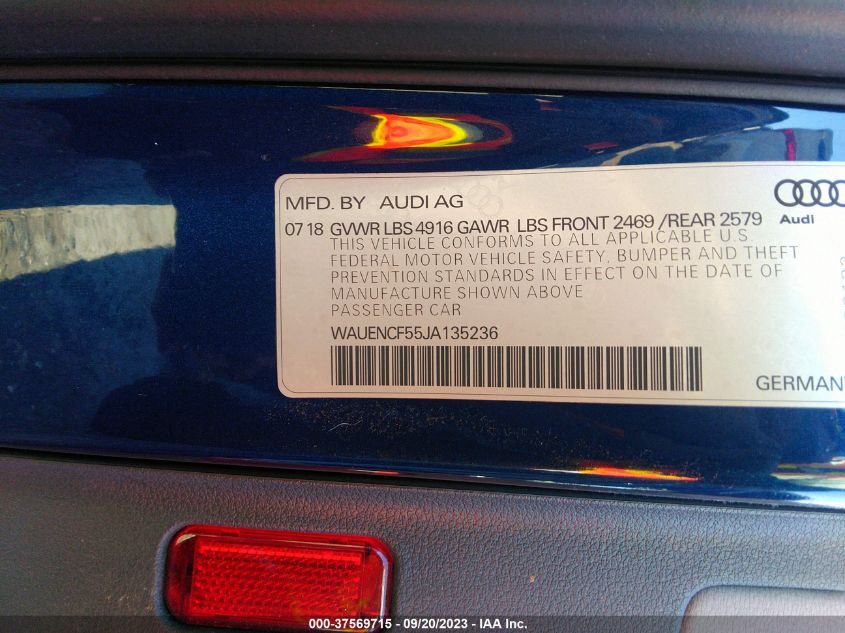 MFD. BY AUDI AG
Audi
07 18 GVWR LBS 4916 GAWR LBS FRONT 2469 /REAR 2579
THIS VEHICLE CONFORMS TO ALL APPLICABLE U.S.
FEDERAL MOTOR VEHICLE SAFETY, BUMPER AND THEFT
PREVENTION STANDARDS IN EFFECT ON THE DATE OF
MANUFACTURE SHOWN ABOVE
PASSENGER CAR
WAUENCF55JA135236
GERMAN
000-37569715 - 09/20/2023 - IAA Inc.